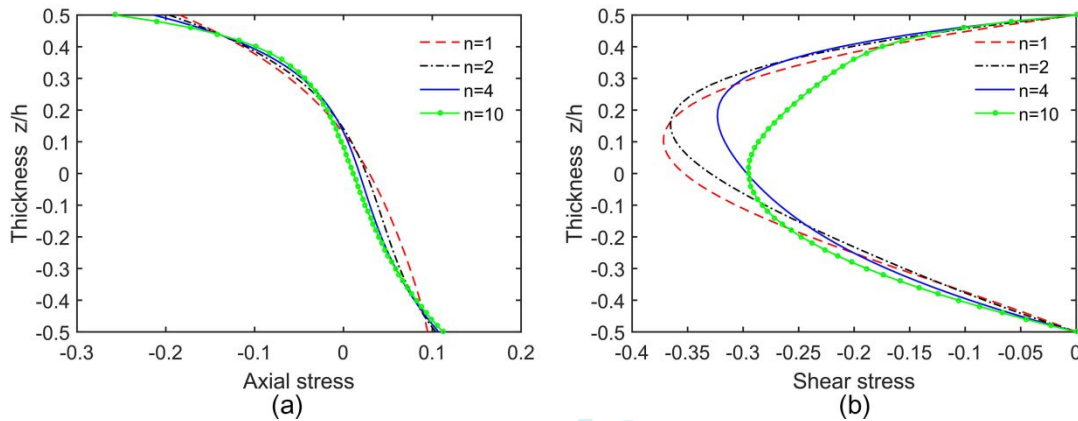 0.5
0.4
0.3
0.2
0.1
0
-0.1
-0.2
-0.3
-0.4
-0.5
Thickness z/h
n=1
n=2
n=4
n=10
-0.3 -0.2 -0.1 0 0.1 0.2
Axial stress
(a)
0.5
0.4
0.3
0.2
0.1
0
-0.1
-0.2
-0.3
-0.4
-0.5
Thickness z/h
n=1
n=2
n=4
n=10
-0.4 -0.35 -0.3 -0.25 -0.2 -0.15 -0.1 -0.05 0
Shear stress
(b)